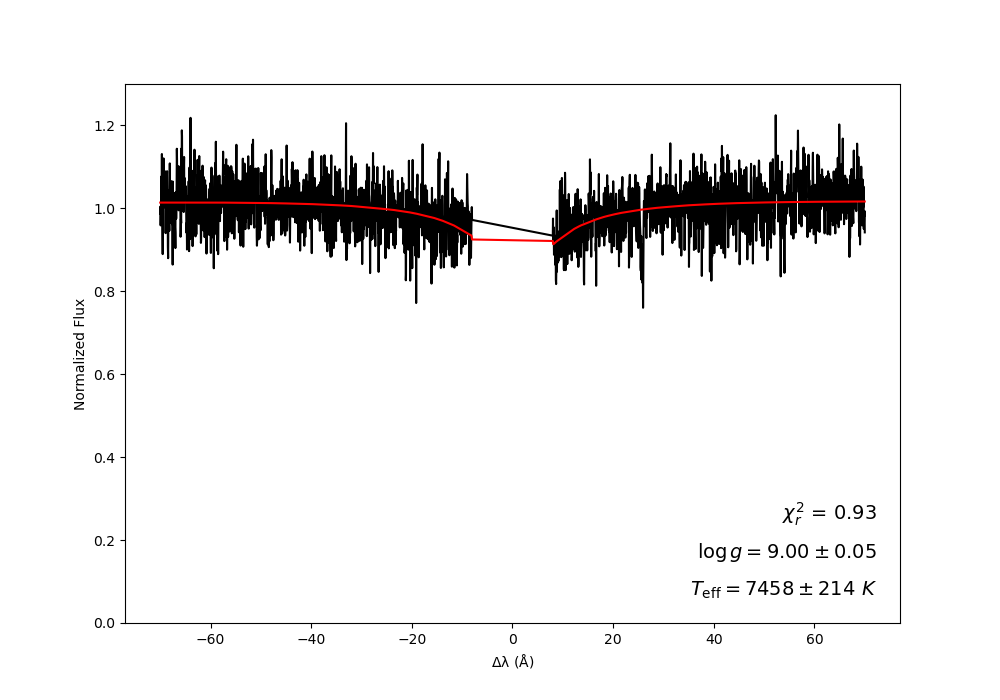 1.2
1.0
0.8
0.6
0.4
0.2
0.0
Normalized Flux
−60 −40 −20 0 20 40 60
Δλ (Å)
χ²ᵣ = 0.93
log g = 9.00 ± 0.05
T_eff = 7458 ± 214 K